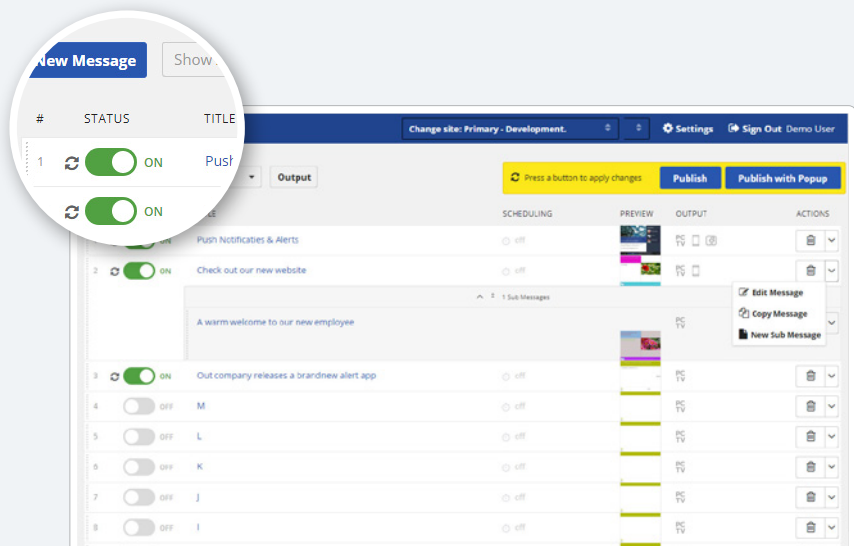 New Message
Show
# STATUS TITLE
1 ON Push
ON
Change site: Primary - Development.
Settings
Sign Out Demo User
Output
Press a button to apply changes
Publish
Publish with Popup
SCHEDULING PREVIEW OUTPUT ACTIONS
Push Notificaties & Alerts off PC TV
2 ON Check out our new website off PC TV
Edit Message
1 Sub Messages
Copy Message
A warm welcome to our new employee PC TV
New Sub Message
3 ON Out company releases a brandnew alert app off PC TV
4 OFF M off PC TV
5 OFF L off PC TV
6 OFF K off PC TV
7 OFF J off PC TV
8 OFF I off PC TV